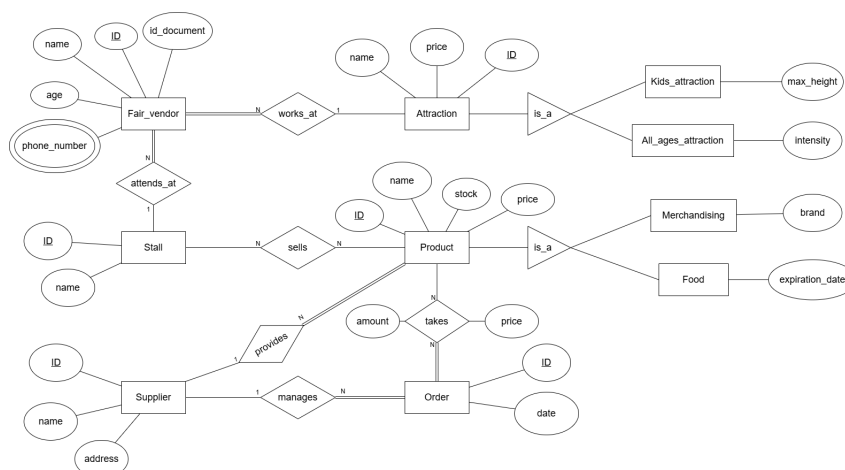 name
ID
id_document
age
Fair_vendor
phone_number
N
works_at
1
name
price
ID
Attraction
is_a
Kids_attraction
max_height
All_ages_attraction
intensity
N
attends_at
1
ID
Stall
name
N
sells
N
ID
name
stock
price
Product
is_a
Merchandising
brand
Food
expiration_date
N
provides
1
N
amount
takes
price
N
ID
name
Supplier
address
1
manages
N
Order
ID
date